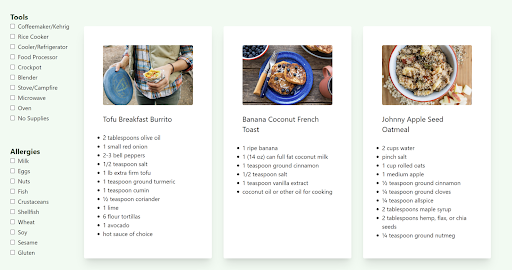 Tools
Coffeemaker/Kehrig
Rice Cooker
Cooler/Refrigerator
Food Processor
Crockpot
Blender
Stove/Campfire
Microwave
Oven
No Supplies
Allergies
Milk
Eggs
Nuts
Fish
Crustaceans
Shellfish
Wheat
Soy
Sesame
Gluten
Tofu Breakfast Burrito
2 tablespoons olive oil
1 small red onion
2-3 bell peppers
1/2 teaspoon salt
1 lb extra firm tofu
1 teaspoon ground turmeric
1 teaspoon cumin
½ teaspoon coriander
1 lime
6 flour tortillas
1 avocado
hot sauce of choice
Banana Coconut French
Toast
1 ripe banana
1 (14 oz) can full fat coconut milk
1 teaspoon ground cinnamon
1/2 teaspoon salt
1 teaspoon vanilla extract
coconut oil or other oil for cooking
Johnny Apple Seed
Oatmeal
2 cups water
pinch salt
1 cup rolled oats
1 medium apple
½ teaspoon ground cinnamon
¼ teaspoon ground cloves
¼ teaspoon allspice
2 tablespoons maple syrup
2 tablespoons hemp, flax, or chia
seeds
¼ teaspoon ground nutmeg